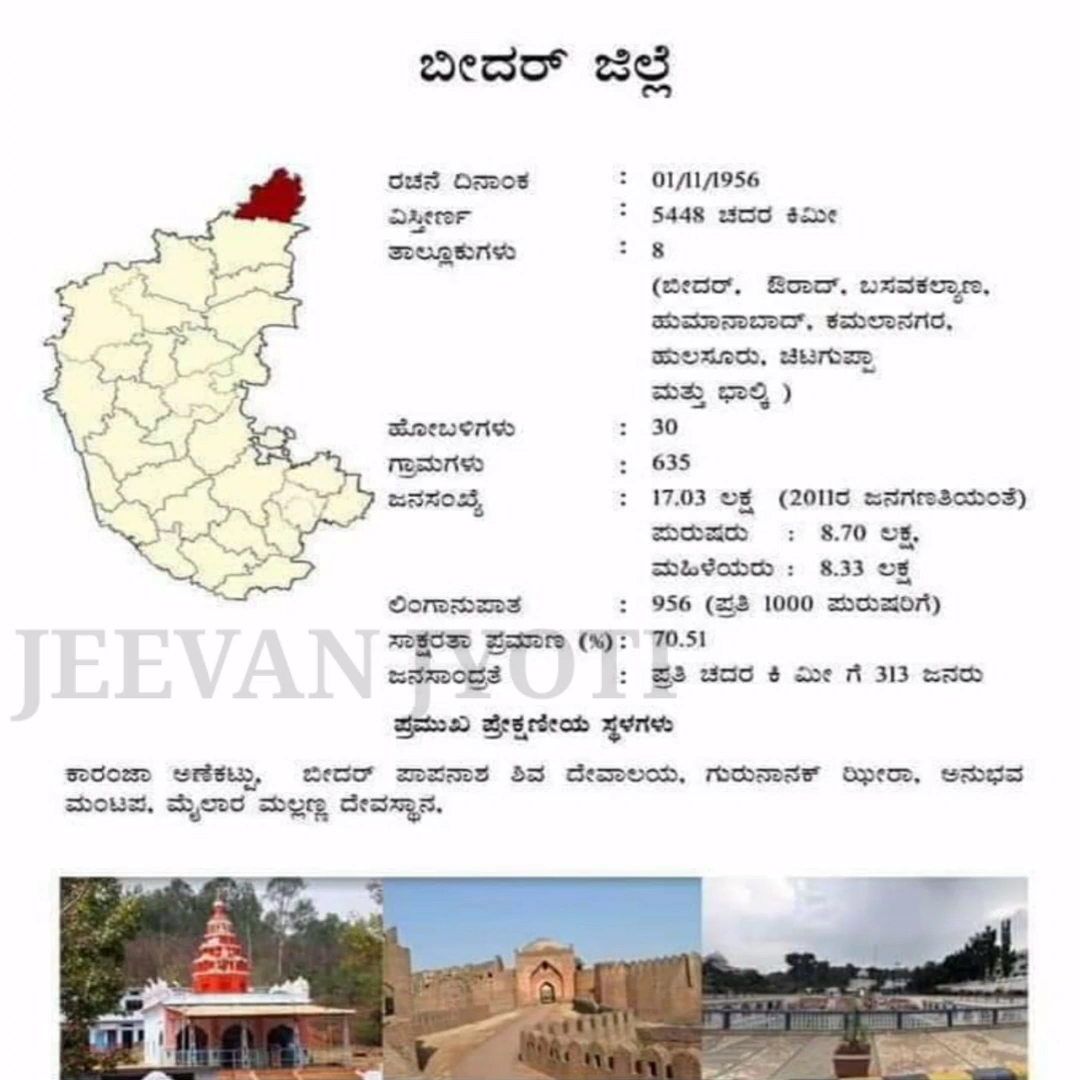 ಬೀದರ್ ಜಿಲ್ಲೆ
ರಚನೆ ದಿನಾಂಕ : 01/11/1956
ವಿಸ್ತೀರ್ಣ : 5448 ಚದರ ಕಿಮೀ
ತಾಲ್ಲೂಕುಗಳು : 8
(ಬೀದರ್, ಔರಾದ್, ಬಸವಕಲ್ಯಾಣ,
ಹುಮಾನಾಬಾದ್, ಕಮಲಾನಗರ,
ಹುಲಸೂರು, ಚಿಟಗುಪ್ಪಾ
ಮತ್ತು ಭಾಲ್ಕಿ )
ಹೋಬಳಿಗಳು : 30
ಗ್ರಾಮಗಳು : 635
ಜನಸಂಖ್ಯೆ : 17.03 ಲಕ್ಷ (2011ರ ಜನಗಣತಿಯಂತೆ)
ಪುರುಷರು : 8.70 ಲಕ್ಷ,
ಮಹಿಳೆಯರು : 8.33 ಲಕ್ಷ
ಲಿಂಗಾನುಪಾತ : 956 (ಪ್ರತಿ 1000 ಪುರುಷರಿಗೆ)
ಸಾಕ್ಷರತಾ ಪ್ರಮಾಣ (%) : 70.51
JEEVAN JYOTI
ಜನಸಾಂದ್ರತೆ : ಪ್ರತಿ ಚದರ ಕಿ ಮೀ ಗೆ 313 ಜನರು
ಪ್ರಮುಖ ಪ್ರೇಕ್ಷಣೀಯ ಸ್ಥಳಗಳು
ಕಾರಂಜಾ ಅಣೆಕಟ್ಟು, ಬೀದರ್ ಪಾಪನಾಶ ಶಿವ ದೇವಾಲಯ, ಗುರುನಾನಕ್ ಝೀರಾ, ಅನುಭವ
ಮಂಟಪ, ಮೈಲಾರ ಮಲ್ಲಣ್ಣ ದೇವಸ್ಥಾನ,